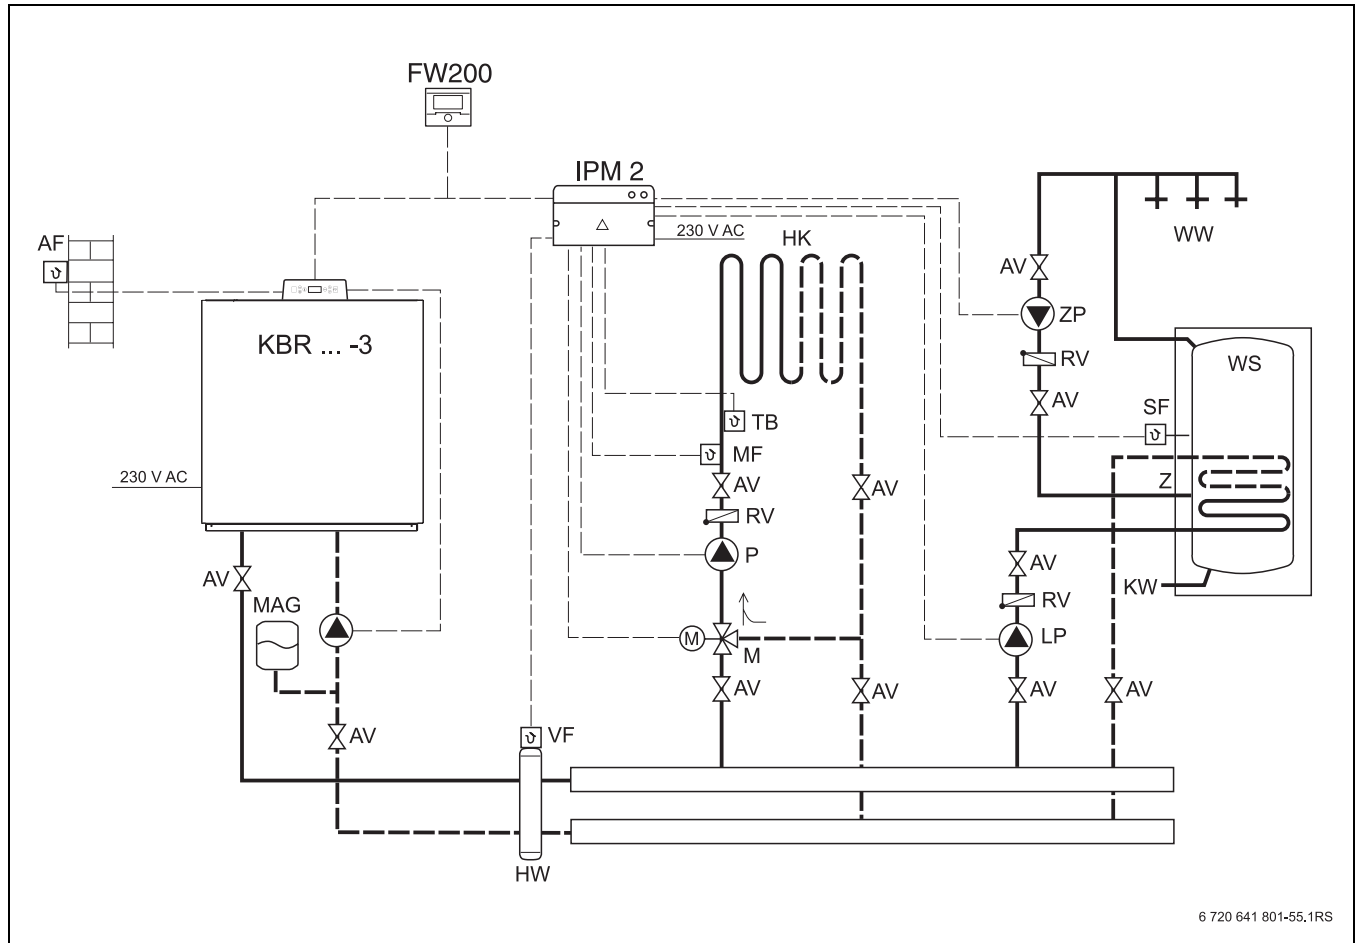 FW200
IPM 2
AF
230 V AC
HK
WW
AV
ZP
KBR ... -3
RV
WS
AV
SF
TB
MF
230 V AC
AV
AV
Z
RV
P
AV
AV
KW
MAG
RV
M
LP
M
AV
AV
AV
AV
AV
VF
HW
6 720 641 801-55.1RS